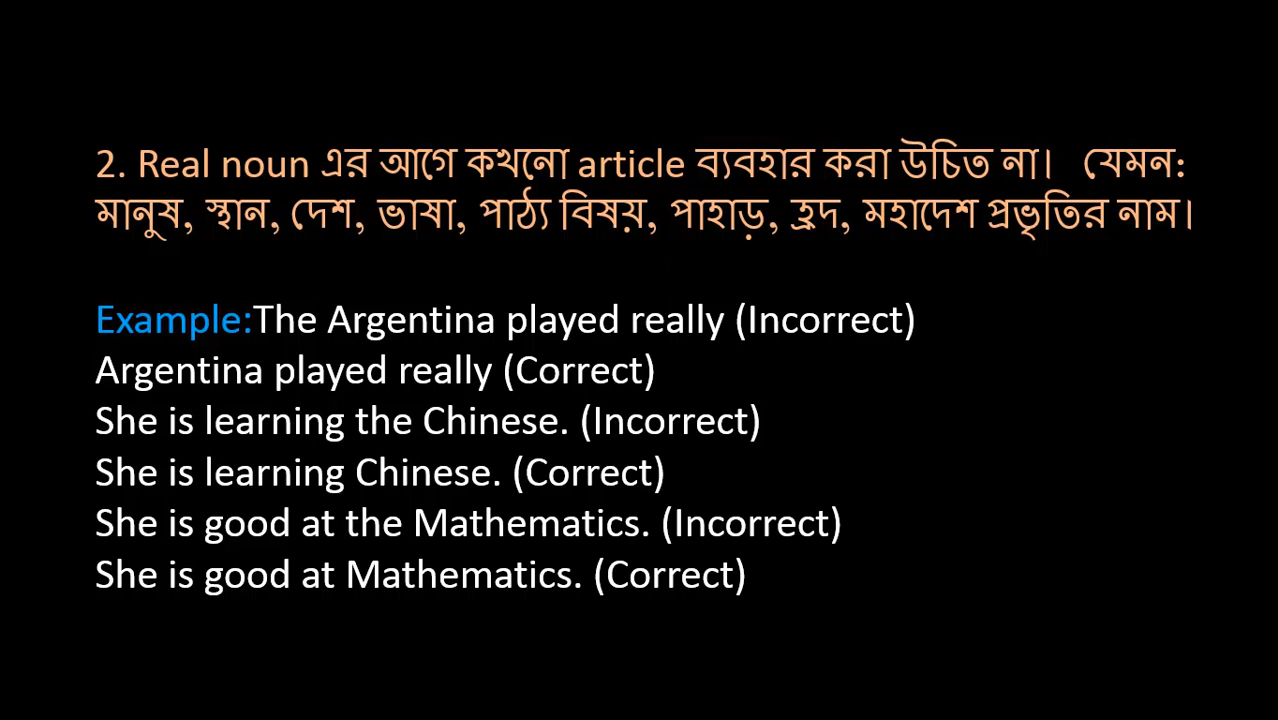 2. Real noun এর আগে কখনো article ব্যবহার করা উচিত না। যেমন:
মানুষ, স্থান, দেশ, ভাষা, পাঠ্য বিষয়, পাহাড়, হ্রদ, মহাদেশ প্রভৃতির নাম।
Example:The Argentina played really (Incorrect)
Argentina played really (Correct)
She is learning the Chinese. (Incorrect)
She is learning Chinese. (Correct)
She is good at the Mathematics. (Incorrect)
She is good at Mathematics. (Correct)